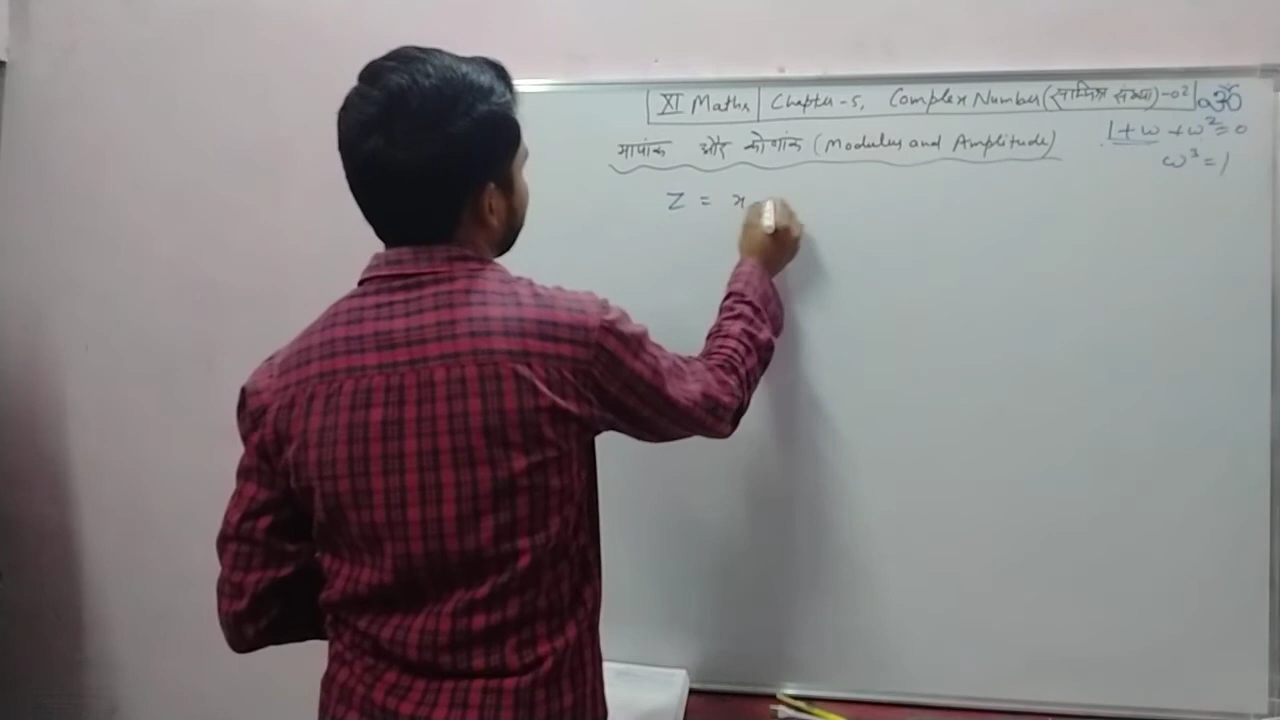 XI Maths | Chapter-5, Complex Number (सम्मिश्र संख्या)-02
ॐ
1+ω+ω²=0
मापांक और कोणांक (Modulus and Amplitude)
ω³=1
Z = x